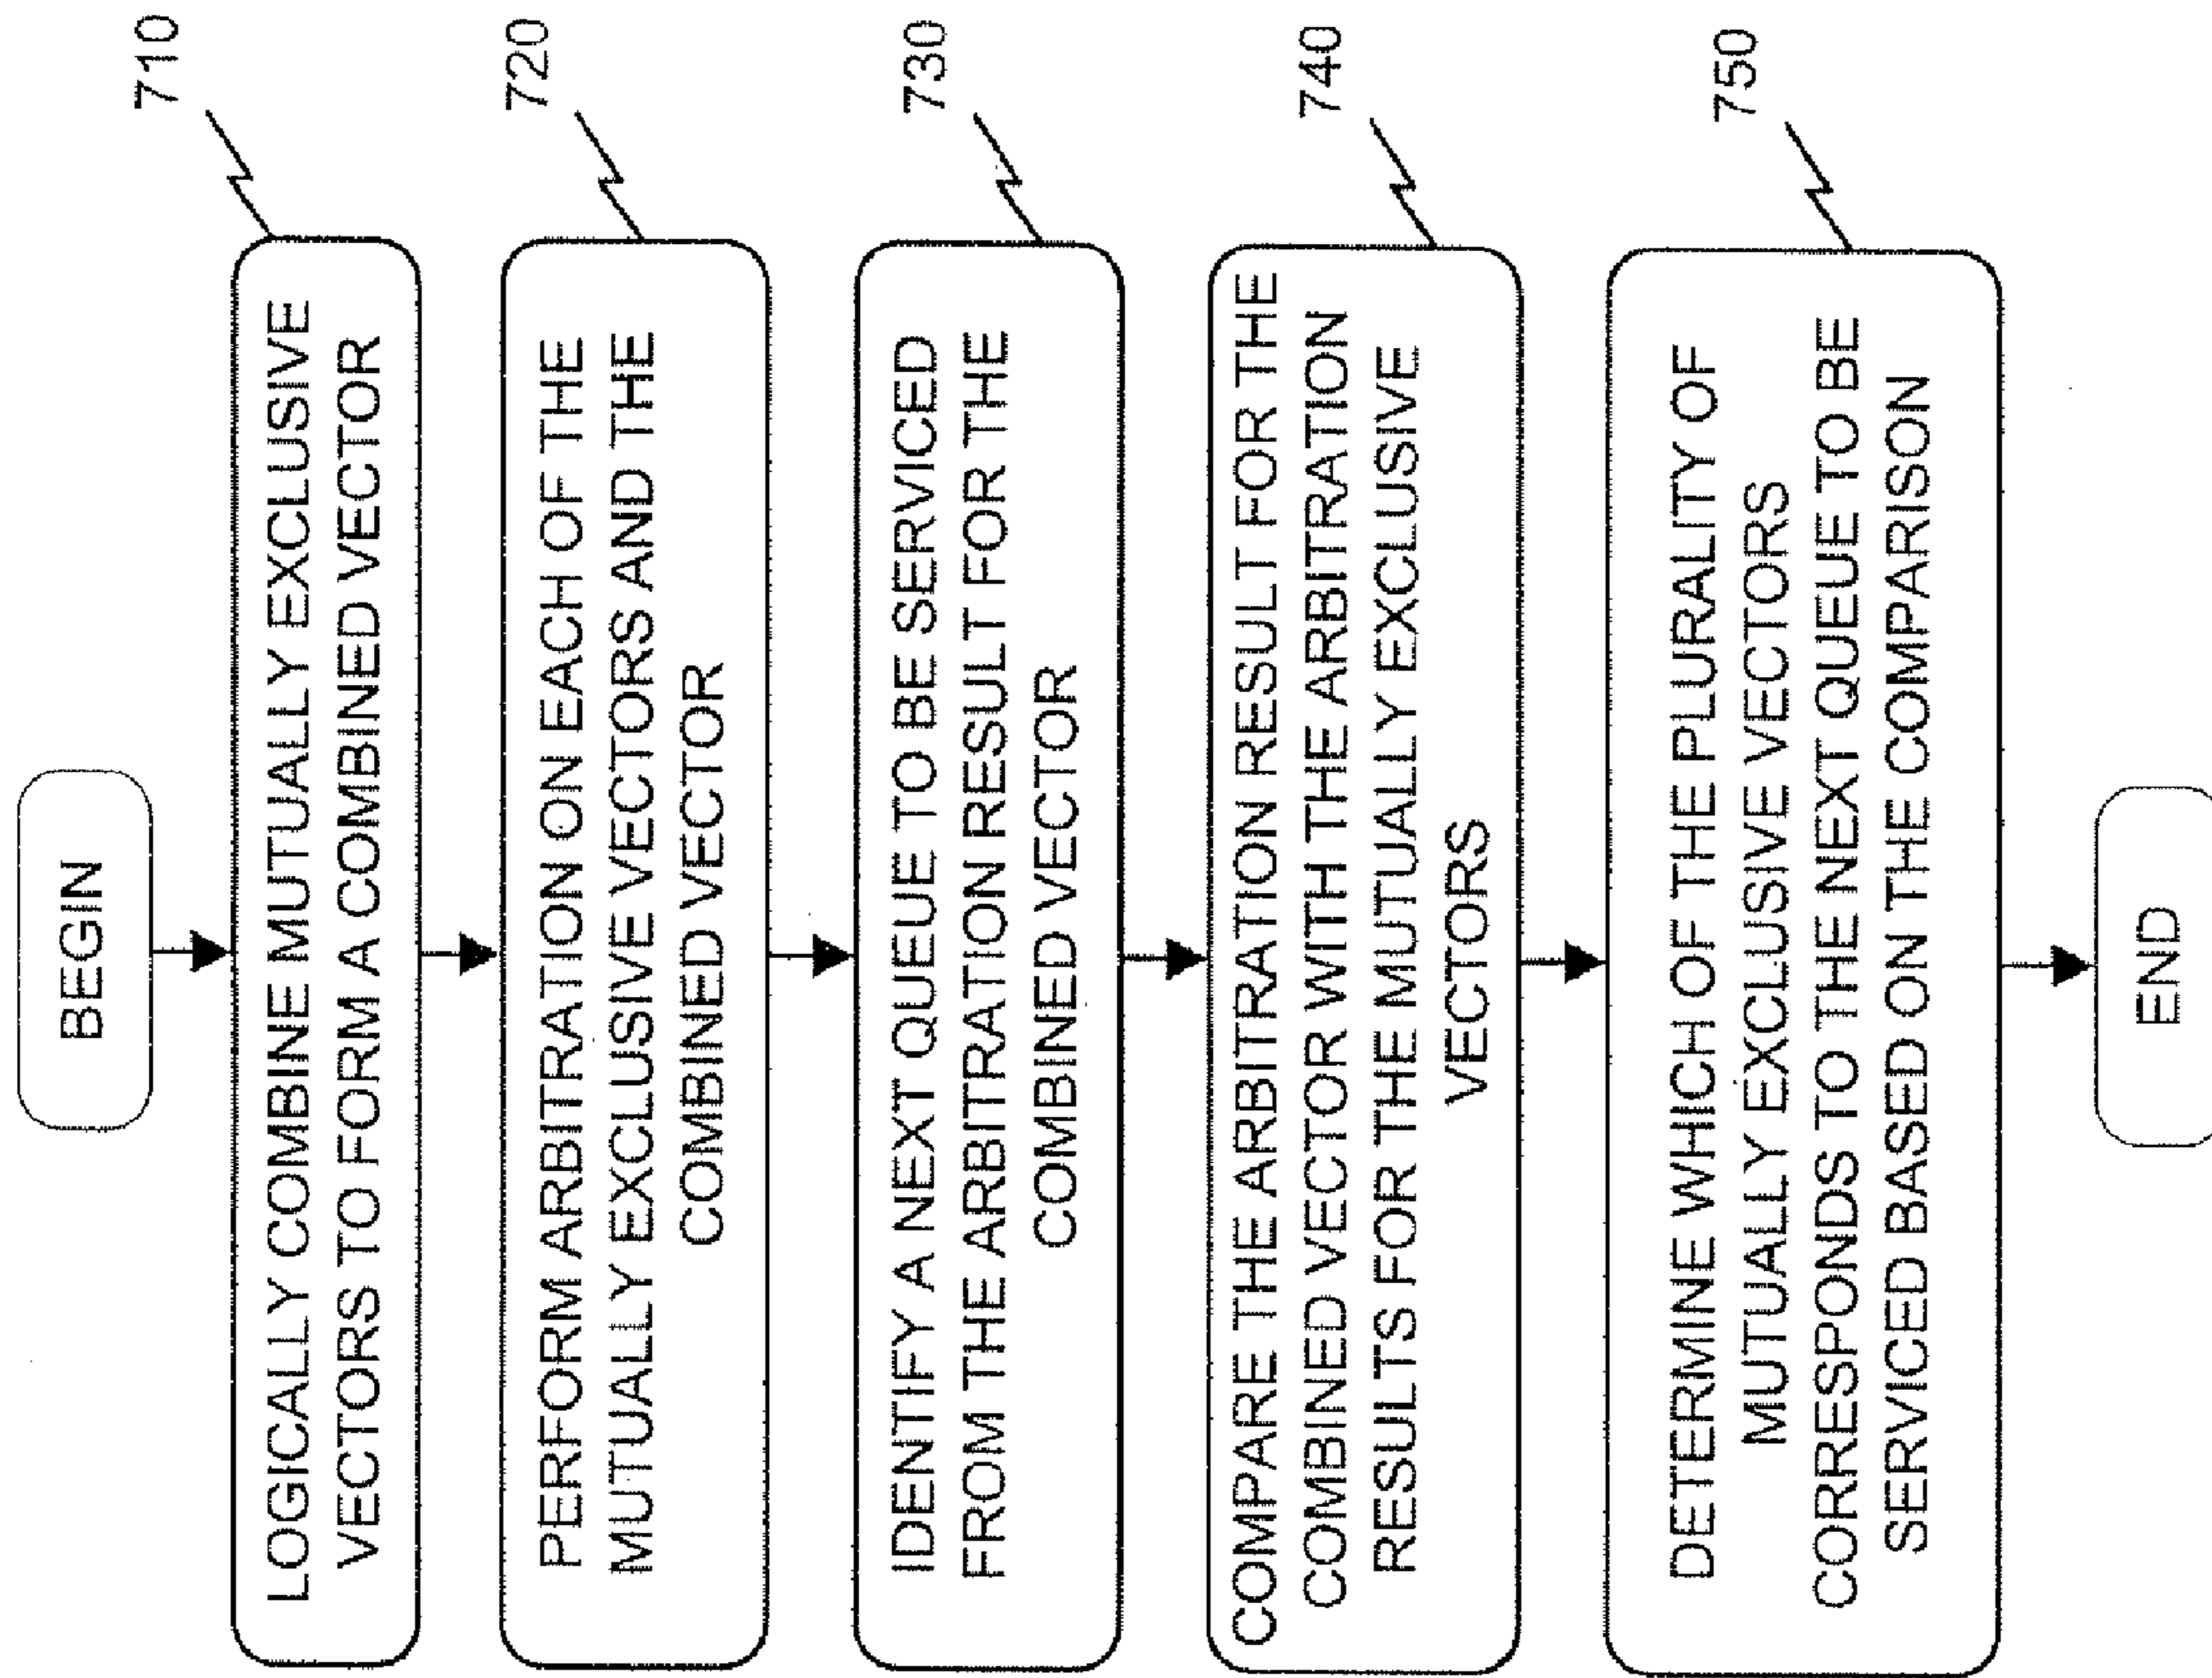 BEGIN
LOGICALLY COMBINE MUTUALLY EXCLUSIVE
VECTORS TO FORM A COMBINED VECTOR
710
PERFORM ARBITRATION ON EACH OF THE
MUTUALLY EXCLUSIVE VECTORS AND THE
COMBINED VECTOR
720
IDENTIFY A NEXT QUEUE TO BE SERVICED
FROM THE ARBITRATION RESULT FOR THE
COMBINED VECTOR
730
COMPARE THE ARBITRATION RESULT FOR THE
COMBINED VECTOR WITH THE ARBITRATION
RESULTS FOR THE MUTUALLY EXCLUSIVE
VECTORS
740
DETERMINE WHICH OF THE PLURALITY OF
MUTUALLY EXCLUSIVE VECTORS
CORRESPONDS TO THE NEXT QUEUE TO BE
SERVICED BASED ON THE COMPARISON
750
END